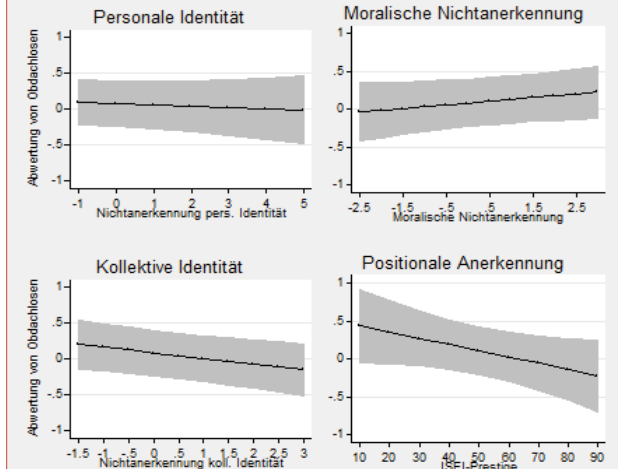 Personale Identität
Abwertung von Obdachlosen
1
.5
0
-.5
-1
-1 0 1 2 3 4 5
Nichtanerkennung pers. Identität
Moralische Nichtanerkennung
1
.5
0
-.5
-1
-2.5 -1.5 -.5 .5 1.5 2.5
Moralische Nichtanerkennung
Kollektive Identität
Abwertung von Obdachlosen
1
.5
0
-.5
-1
-1.5 -1 -.5 0 .5 1 1.5 2 2.5 3
Nichtanerkennung koll. Identität
Positionale Anerkennung
1
.5
0
-.5
-1
10 20 30 40 50 60 70 80 90
ISEI-Prestige